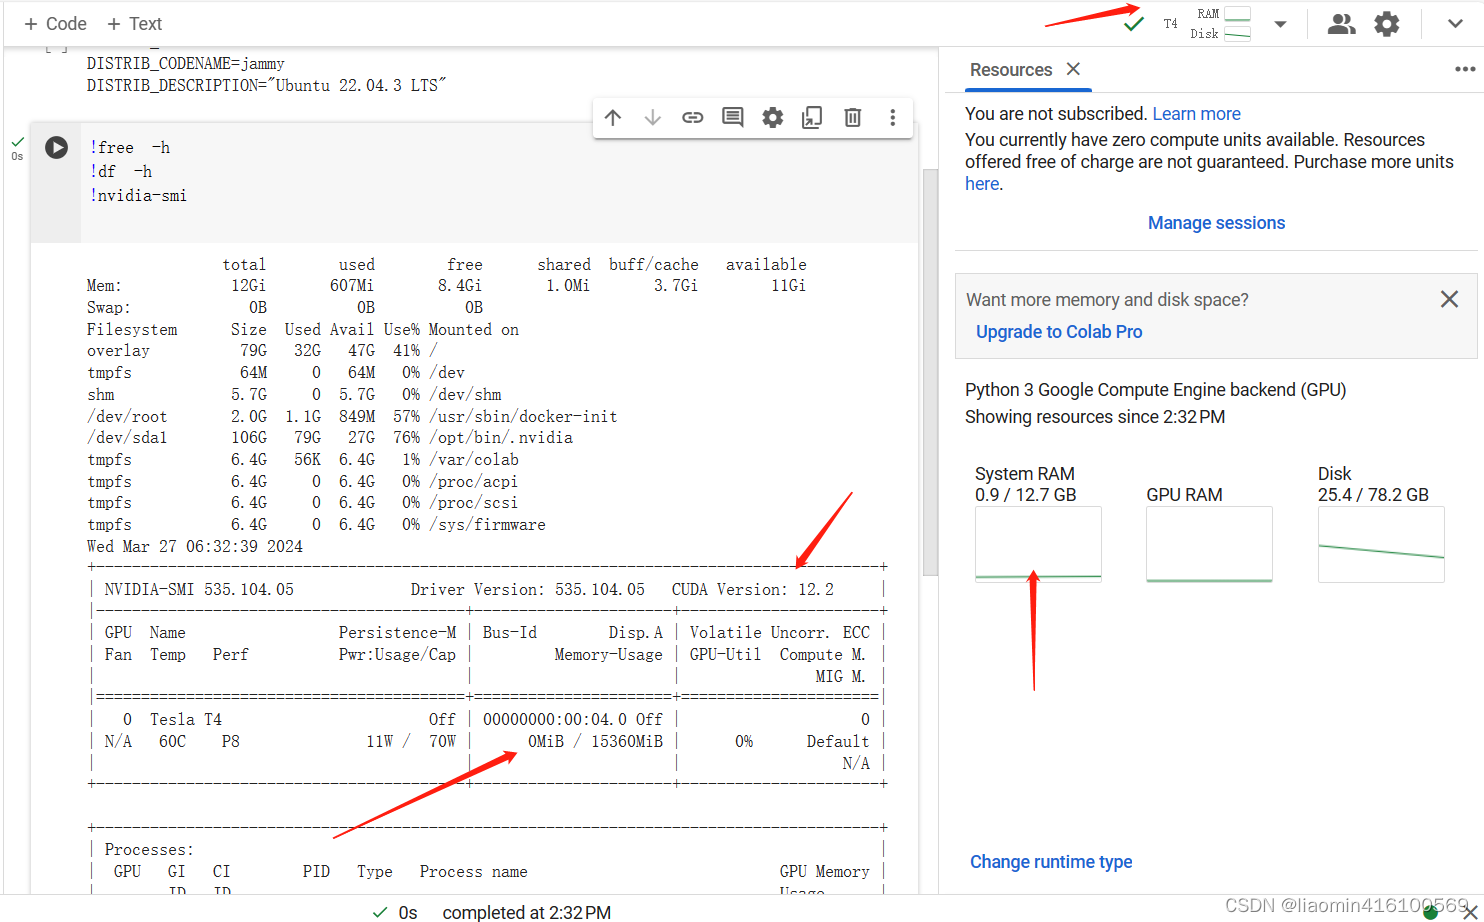 + Code + Text
T4 RAM
Disk
DISTRIB_CODENAME=jammy
DISTRIB_DESCRIPTION="Ubuntu 22.04.3 LTS"
0s
!free -h
!df -h
!nvidia-smi
total used free shared buff/cache available
Mem: 12Gi 607Mi 8.4Gi 1.0Mi 3.7Gi 11Gi
Swap: 0B 0B 0B
Filesystem Size Used Avail Use% Mounted on
overlay 79G 32G 47G 41% /
tmpfs 64M 0 64M 0% /dev
shm 5.7G 0 5.7G 0% /dev/shm
/dev/root 2.0G 1.1G 849M 57% /usr/sbin/docker-init
/dev/sda1 106G 79G 27G 76% /opt/bin/.nvidia
tmpfs 6.4G 56K 6.4G 1% /var/colab
tmpfs 6.4G 0 6.4G 0% /proc/acpi
tmpfs 6.4G 0 6.4G 0% /proc/scsi
tmpfs 6.4G 0 6.4G 0% /sys/firmware
Wed Mar 27 06:32:39 2024
NVIDIA-SMI 535.104.05 Driver Version: 535.104.05 CUDA Version: 12.2
GPU Name Persistence-M | Bus-Id Disp.A | Volatile Uncorr. ECC
Fan Temp Perf Pwr:Usage/Cap | Memory-Usage | GPU-Util Compute M.
MIG M.
0 Tesla T4 Off | 00000000:00:04.0 Off | 0
N/A 60C P8 11W / 70W | 0MiB / 15360MiB | 0% Default
N/A
Processes:
GPU GI CI PID Type Process name GPU Memory
ID ID Usage
0s completed at 2:32 PM
Resources
You are not subscribed. Learn more
You currently have zero compute units available. Resources
offered free of charge are not guaranteed. Purchase more units
here.
Manage sessions
Want more memory and disk space?
Upgrade to Colab Pro
Python 3 Google Compute Engine backend (GPU)
Showing resources since 2:32 PM
System RAM
0.9 / 12.7 GB
GPU RAM
Disk
25.4 / 78.2 GB
Change runtime type
CSDN @liaomin416100569